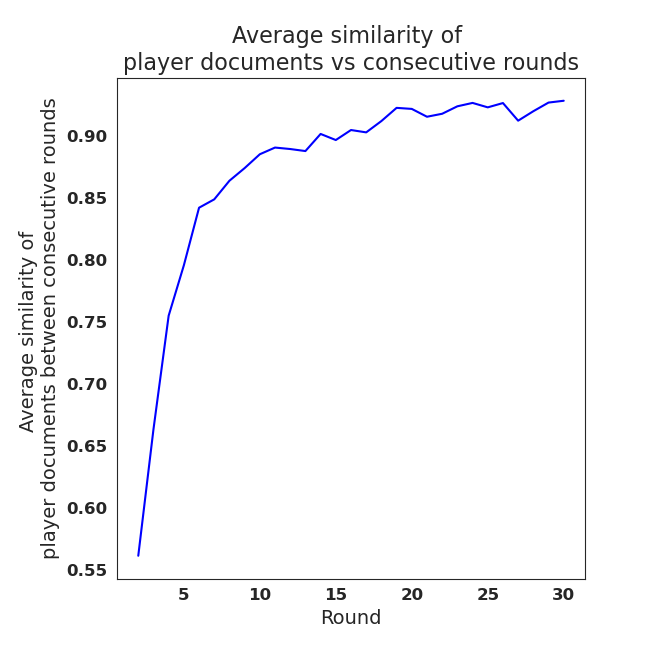 Average similarity of
player documents vs consecutive rounds
Average similarity of
player documents between consecutive rounds
0.90
0.85
0.80
0.75
0.70
0.65
0.60
0.55
5 10 15 20 25 30
Round